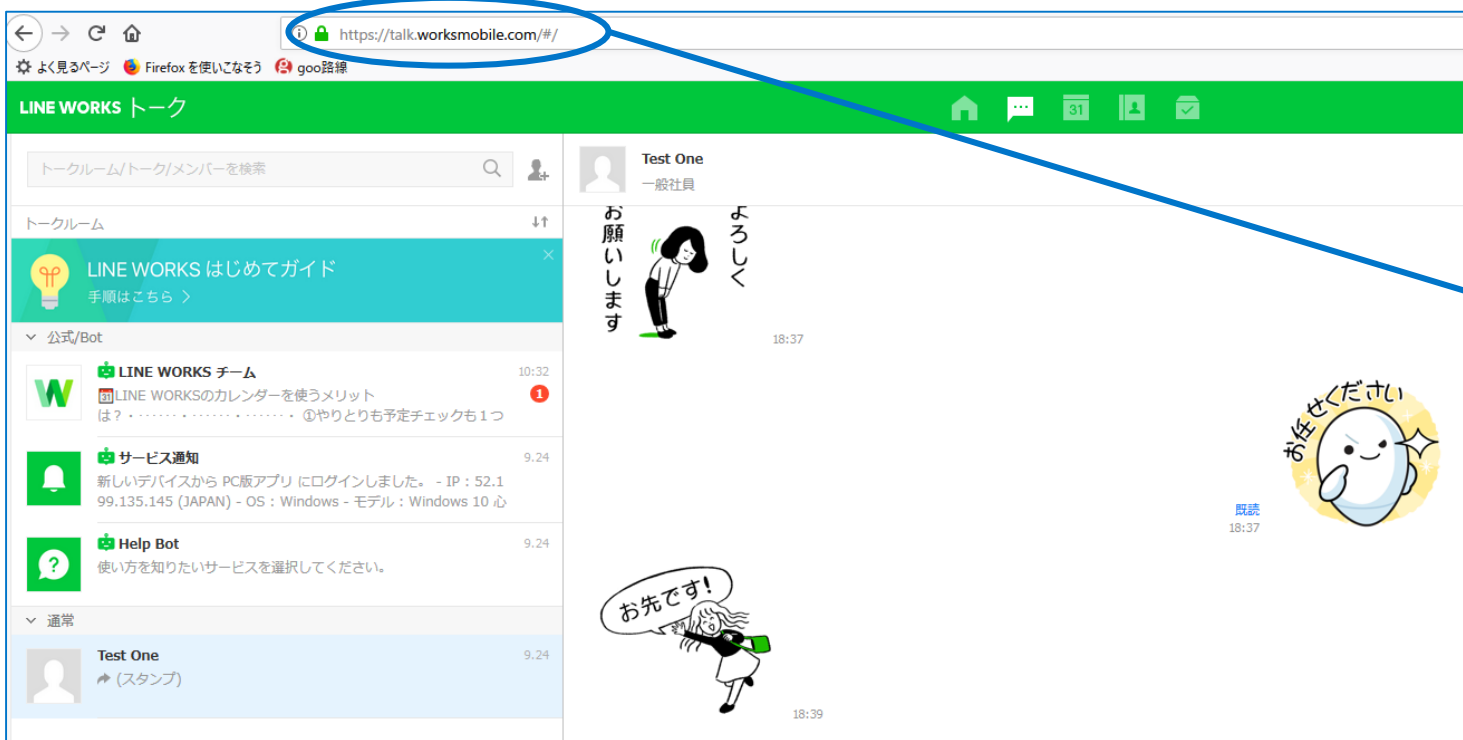 https://talk.worksmobile.com/#/
よく見るページ Firefox を使いこなそう goo路線
LINE WORKS トーク
31
トークルーム/トーク/メンバーを検索
トークルーム
LINE WORKS はじめてガイド
手順はこちら 〉
公式/Bot
LINE WORKS チーム 10:32
31 LINE WORKSのカレンダーを使うメリット 1
は？・‥‥‥・‥‥‥・‥‥‥・ ①やりとりも予定チェックも１つ
サービス通知 9.24
新しいデバイスから PC版アプリ にログインしました。 - IP : 52.1
99.135.145 (JAPAN) - OS : Windows - モデル : Windows 10 心
Help Bot 9.24
使い方を知りたいサービスを選択してください。
通常
Test One 9.24
(スタンプ)
Test One
一般社員
よろしく
お願いします
18:37
お任せください
既読
18:37
お先です!
18:39